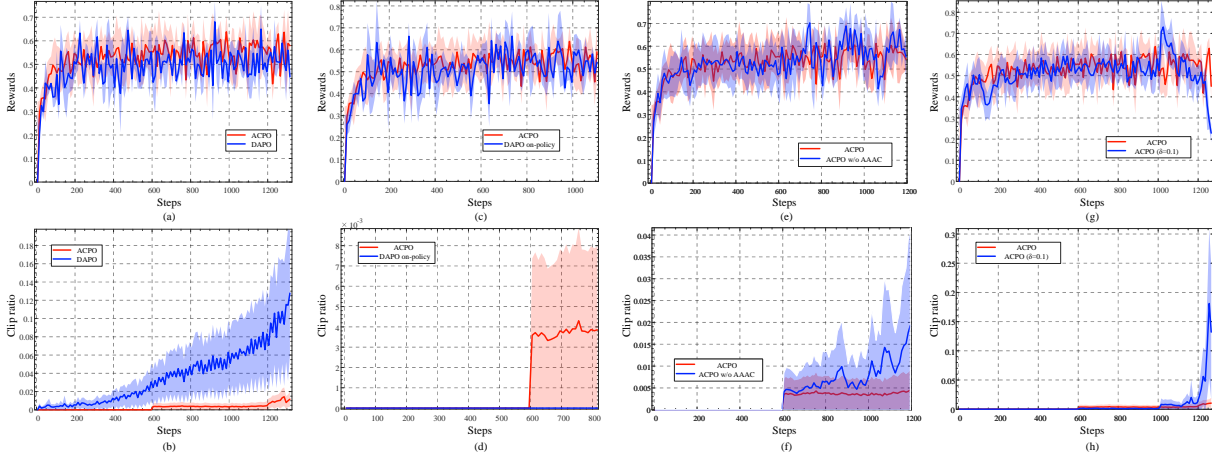 0.7
0.6
0.5
0.4
0.3
0.2
0.1
0
Rewards
ACPO
DAPO
0 200 400 600 800 1000 1200
Steps
(a)
0.8
0.7
0.6
0.5
0.4
0.3
0.2
0.1
0
Rewards
ACPO
DAPO on-policy
0 200 400 600 800 1000
Steps
(c)
0.7
0.6
0.5
0.4
0.3
0.2
0.1
0
Rewards
ACPO
ACPO w/o AAAC
0 200 400 600 800 1000 1200
Steps
(e)
0.8
0.7
0.6
0.5
0.4
0.3
0.2
0.1
0
Rewards
ACPO
ACPO (δ=0.1)
0 200 400 600 800 1000 1200
Steps
(g)
0.18
0.16
0.14
0.12
0.1
0.08
0.06
0.04
0.02
0
Clip ratio
ACPO
DAPO
0 200 400 600 800 1000 1200
Steps
(b)
× 10⁻³
8
7
6
5
4
3
2
1
0
Clip ratio
ACPO
DAPO on-policy
100 200 300 400 500 600 700 800
Steps
(d)
0.04
0.035
0.03
0.025
0.02
0.015
0.01
0.005
0
Clip ratio
ACPO
ACPO w/o AAAC
0 200 400 600 800 1000 1200
Steps
(f)
0.3
0.25
0.2
0.15
0.1
0.05
0
Clip ratio
ACPO
ACPO (δ=0.1)
0 200 400 600 800 1000 1200
Steps
(h)